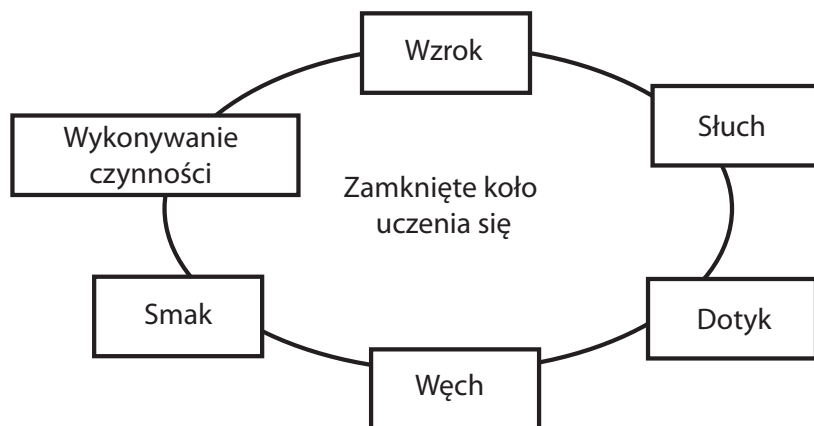 Wzrok
Słuch
Wykonywanie
czynności
Zamknięte koło
uczenia się
Smak
Dotyk
Węch